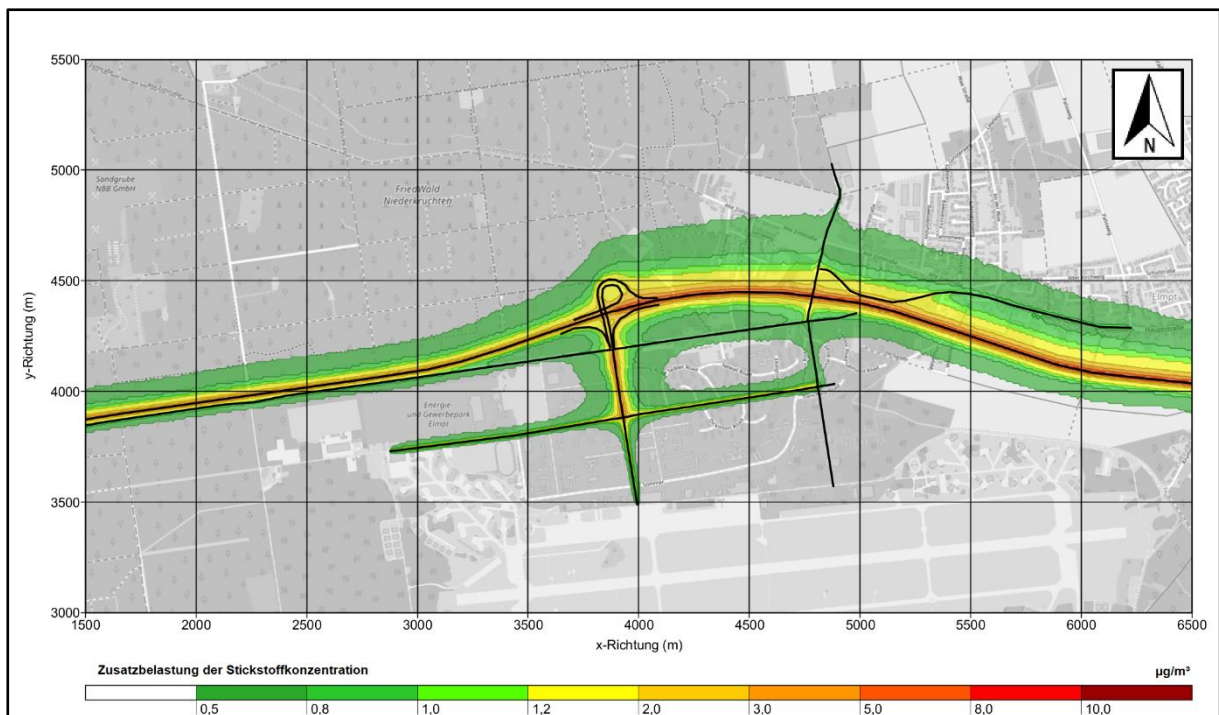 5500
5000
4500
4000
3500
3000
y-Richtung (m)
N
Sandgrube
NBB GmbH
FriedWald
Niederkrüchten
Elmpt
Energie-
und Gewerbepark
Elmpt
1500 2000 2500 3000 3500 4000 4500 5000 5500 6000 6500
x-Richtung (m)
Zusatzbelastung der Stickstoffkonzentration µg/m³
0,5 0,8 1,0 1,2 2,0 3,0 5,0 8,0 10,0